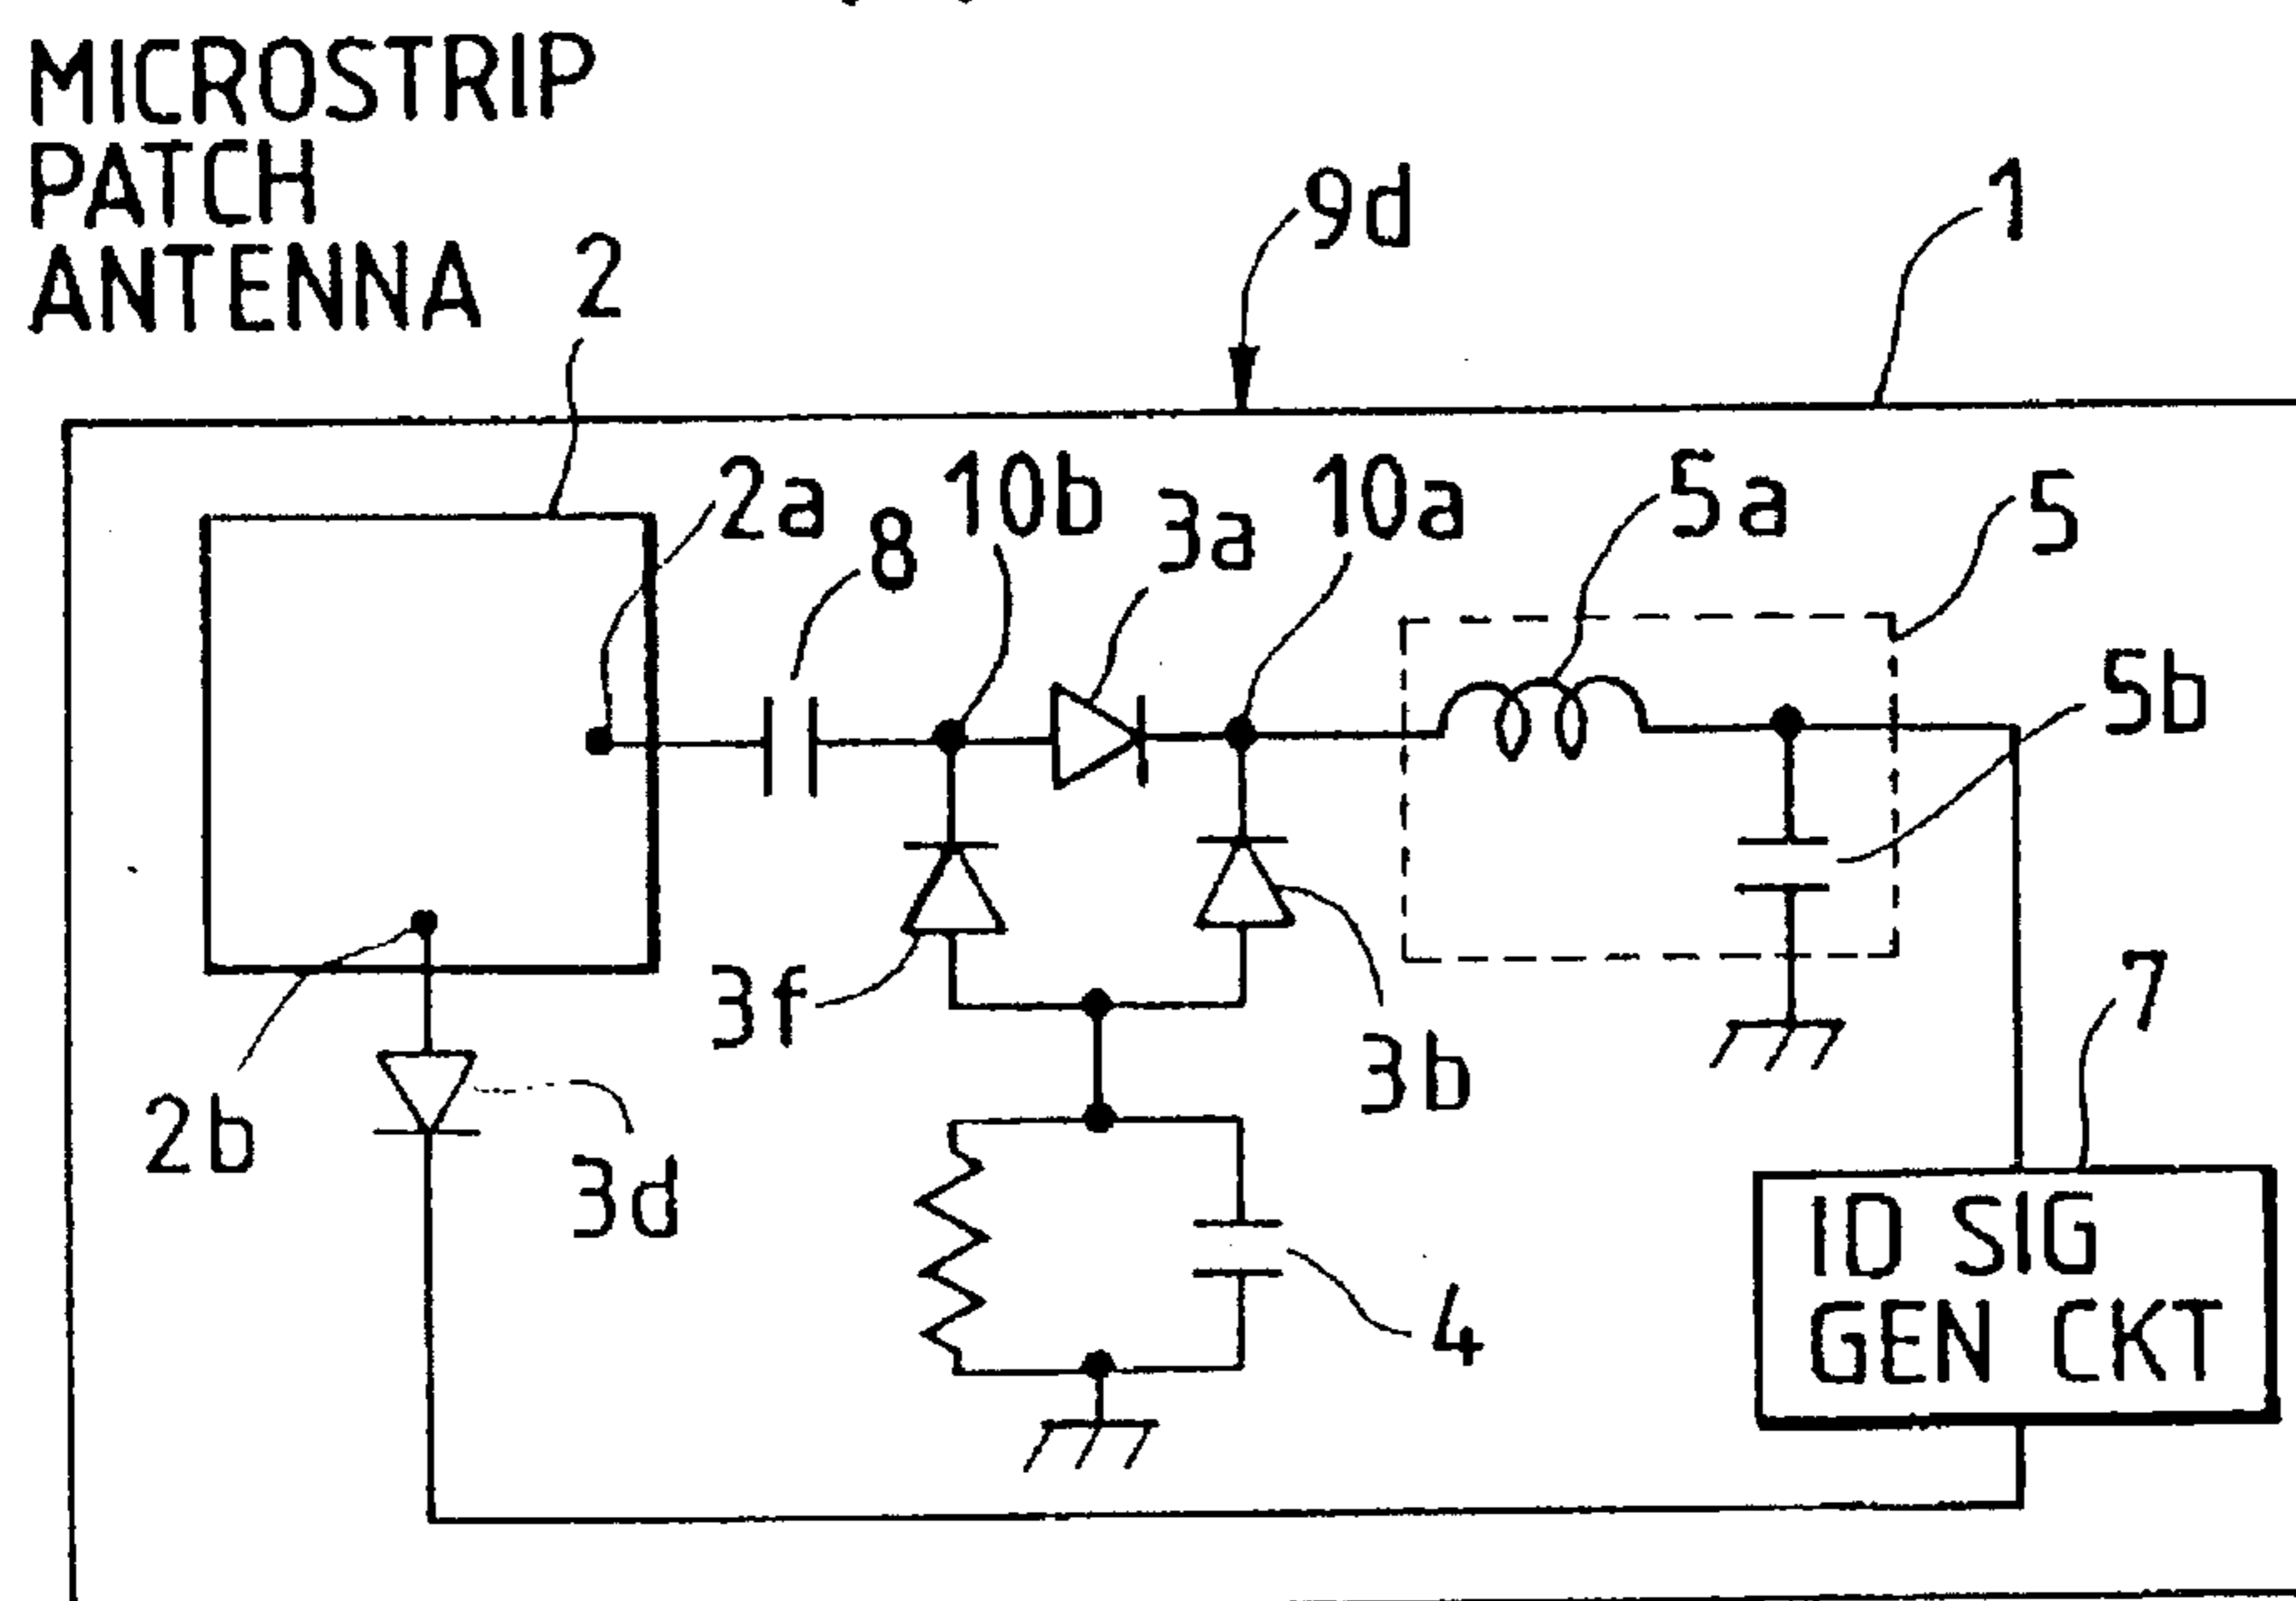 MICROSTRIP
PATCH
ANTENNA 2
9d
1
2a
8
10b
3a
10a
5a
5
5b
3f
3b
7
2b
3d
4
ID SIG
GEN CKT